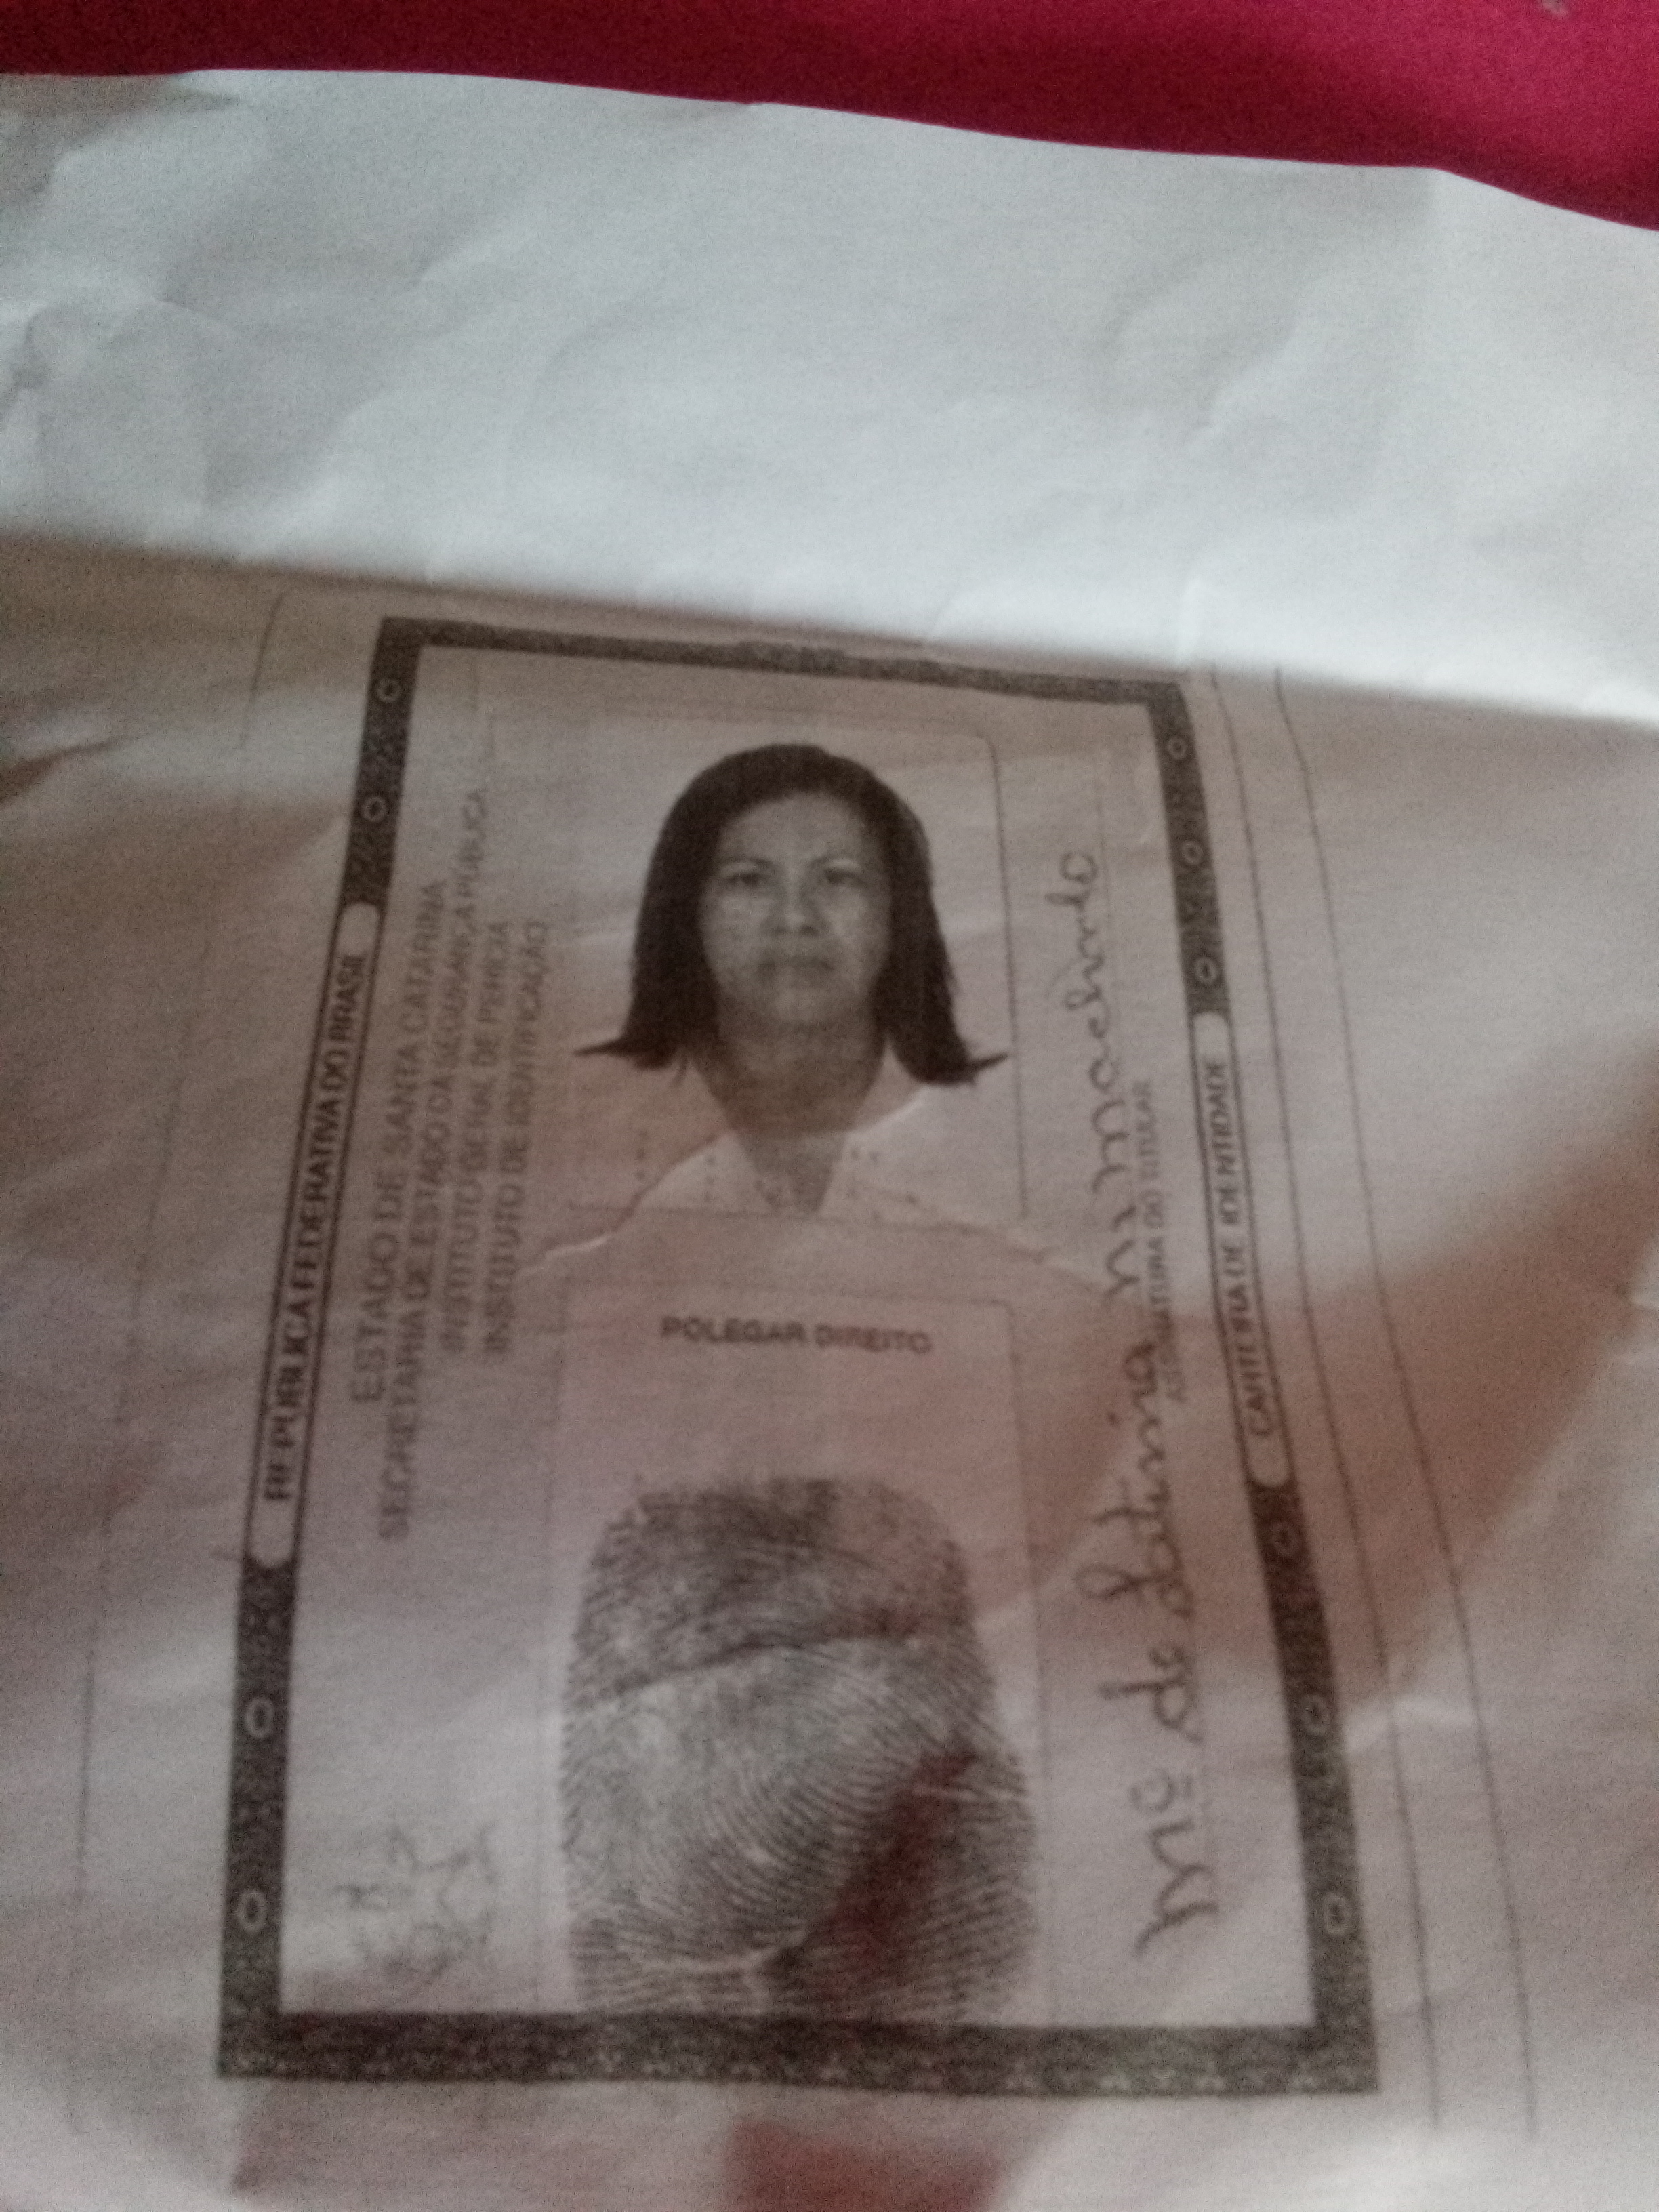 REPÚBLICA FEDERATIVA DO BRASIL
ESTADO DE SANTA CATARINA
SECRETARIA DE ESTADO DA SEGURANÇA PÚBLICA
INSTITUTO GERAL DE PERÍCIA
INSTITUTO DE IDENTIFICAÇÃO
POLEGAR DIREITO
Mª de Fatima Machado
ASSINATURA DO TITULAR
CARTEIRA DE IDENTIDADE